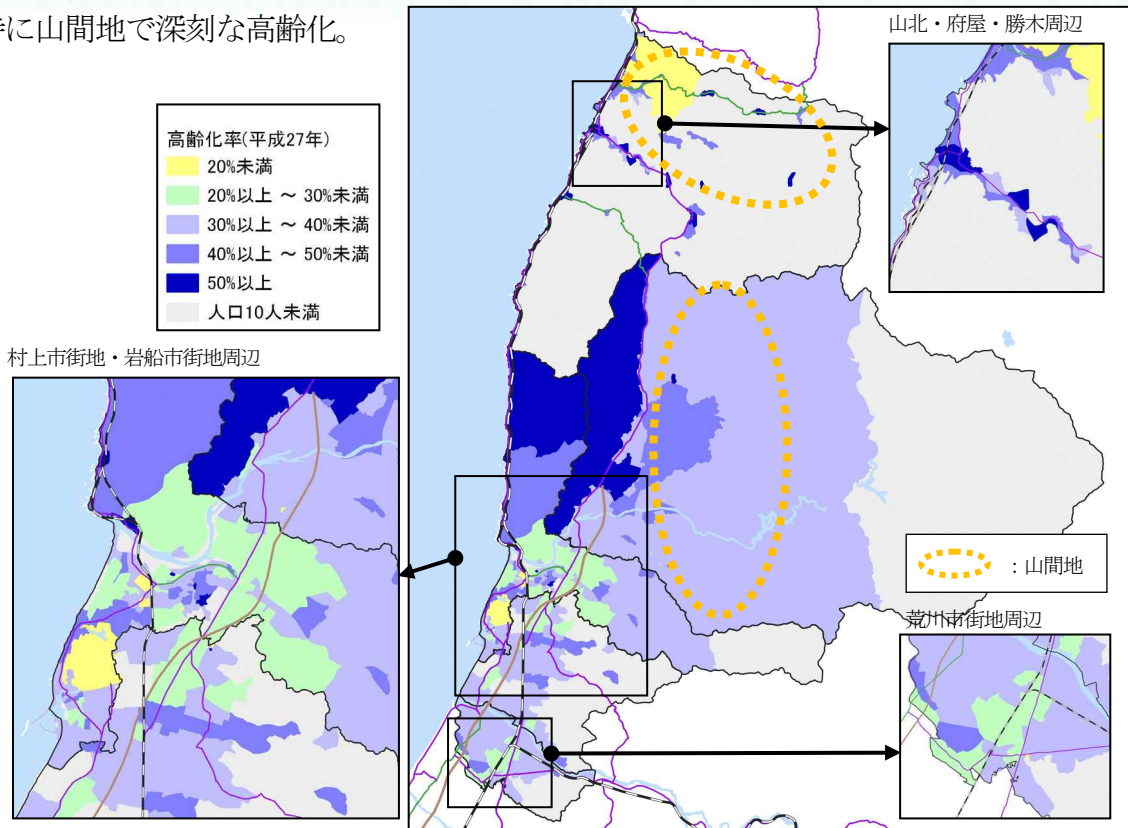 に山間地で深刻な高齢化。
山北・府屋・勝木周辺
高齢化率(平成27年)
20%未満
20%以上 ～ 30%未満
30%以上 ～ 40%未満
40%以上 ～ 50%未満
50%以上
人口10人未満
村上市街地・岩船市街地周辺
：山間地
荒川市街地周辺